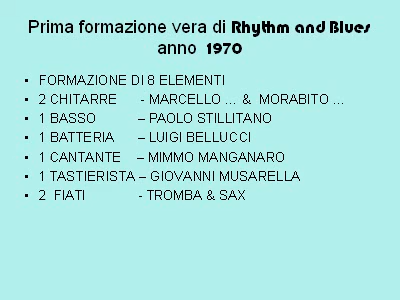 Prima formazione vera di Rhythm and Blues
anno 1970
• FORMAZIONE DI 8 ELEMENTI
• 2 CHITARRE - MARCELLO ... & MORABITO ...
• 1 BASSO – PAOLO STILLITANO
• 1 BATTERIA – LUIGI BELLUCCI
• 1 CANTANTE – MIMMO MANGANARO
• 1 TASTIERISTA – GIOVANNI MUSARELLA
• 2 FIATI - TROMBA & SAX